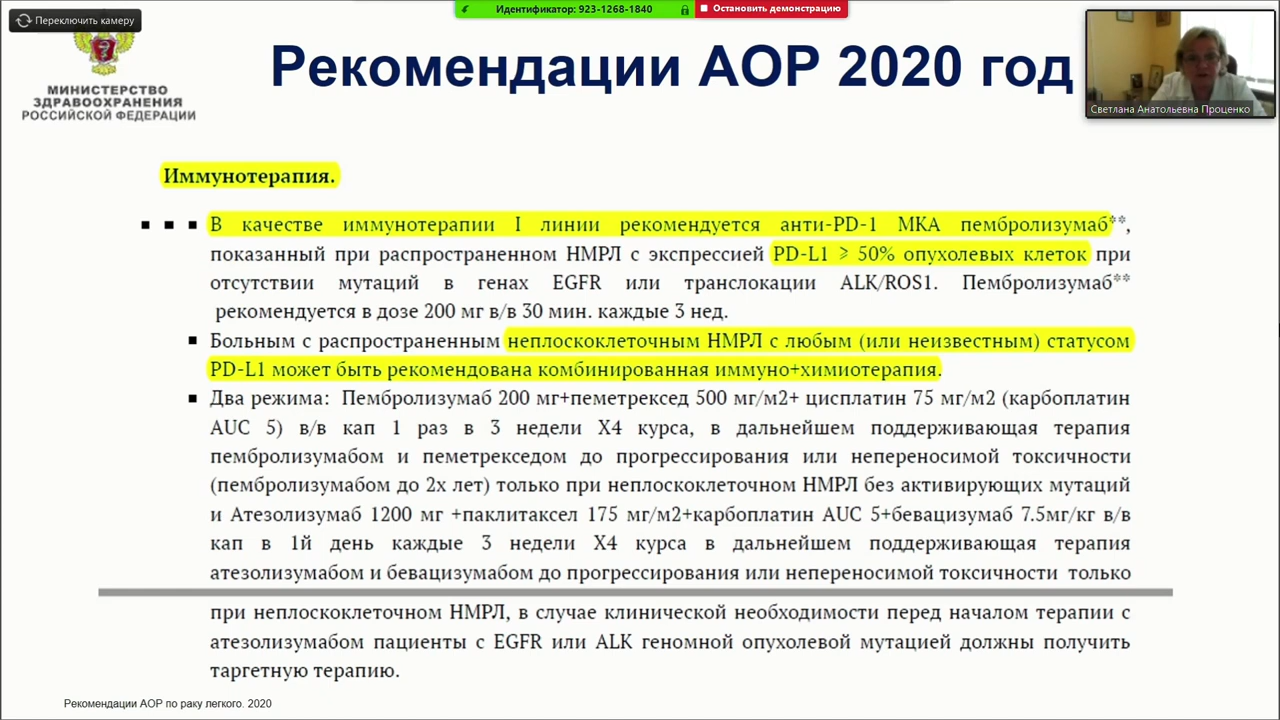 Переключить камеру
Идентификатор: 923-1268-1840
Остановить демонстрацию
МИНИСТЕРСТВО
ЗДРАВООХРАНЕНИЯ
РОССИЙСКОЙ ФЕДЕРАЦИИ
Рекомендации АОР 2020 год
Светлана Анатольевна Проценко
Иммунотерапия.
В качестве иммунотерапии I линии рекомендуется анти-PD-1 МКА пембролизумаб**,
показанный при распространенном НМРЛ с экспрессией PD-L1 ≥ 50% опухолевых клеток при
отсутствии мутаций в генах EGFR или транслокации ALK/ROS1. Пембролизумаб**
рекомендуется в дозе 200 мг в/в 30 мин. каждые 3 нед.
Больным с распространенным неплоскоклеточным НМРЛ с любым (или неизвестным) статусом
PD-L1 может быть рекомендована комбинированная иммуно+химиотерапия.
Два режима: Пембролизумаб 200 мг+пеметрексед 500 мг/м2+ цисплатин 75 мг/м2 (карбоплатин
AUC 5) в/в кап 1 раз в 3 недели X4 курса, в дальнейшем поддерживающая терапия
пембролизумабом и пеметрекседом до прогрессирования или непереносимой токсичности
(пембролизумабом до 2х лет) только при неплоскоклеточном НМРЛ без активирующих мутаций
и Атезолизумаб 1200 мг +паклитаксел 175 мг/м2+карбоплатин AUC 5+бевацизумаб 7.5мг/кг в/в
кап в 1й день каждые 3 недели X4 курса в дальнейшем поддерживающая терапия
атезолизумабом и бевацизумабом до прогрессирования или непереносимой токсичности только
при неплоскоклеточном НМРЛ, в случае клинической необходимости перед началом терапии с
атезолизумабом пациенты с EGFR или ALK геномной опухолевой мутацией должны получить
таргетную терапию.
Рекомендации АОР по раку легкого. 2020